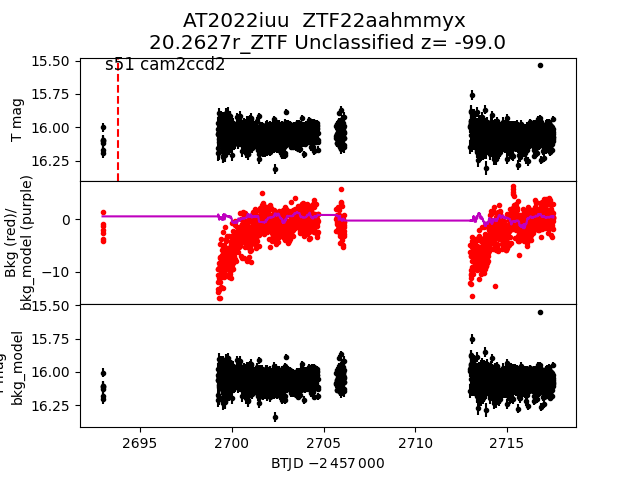 AT2022iuu  ZTF22aahmmyx
20.2627r_ZTF Unclassified z= -99.0
s51 cam2ccd2
15.50
15.75
16.00
16.25
T mag
0
−10
Bkg (red)/
bkg_model (purple)
15.50
15.75
16.00
16.25
bkg_model
2695
2700
2705
2710
2715
BTJD −2 457 000